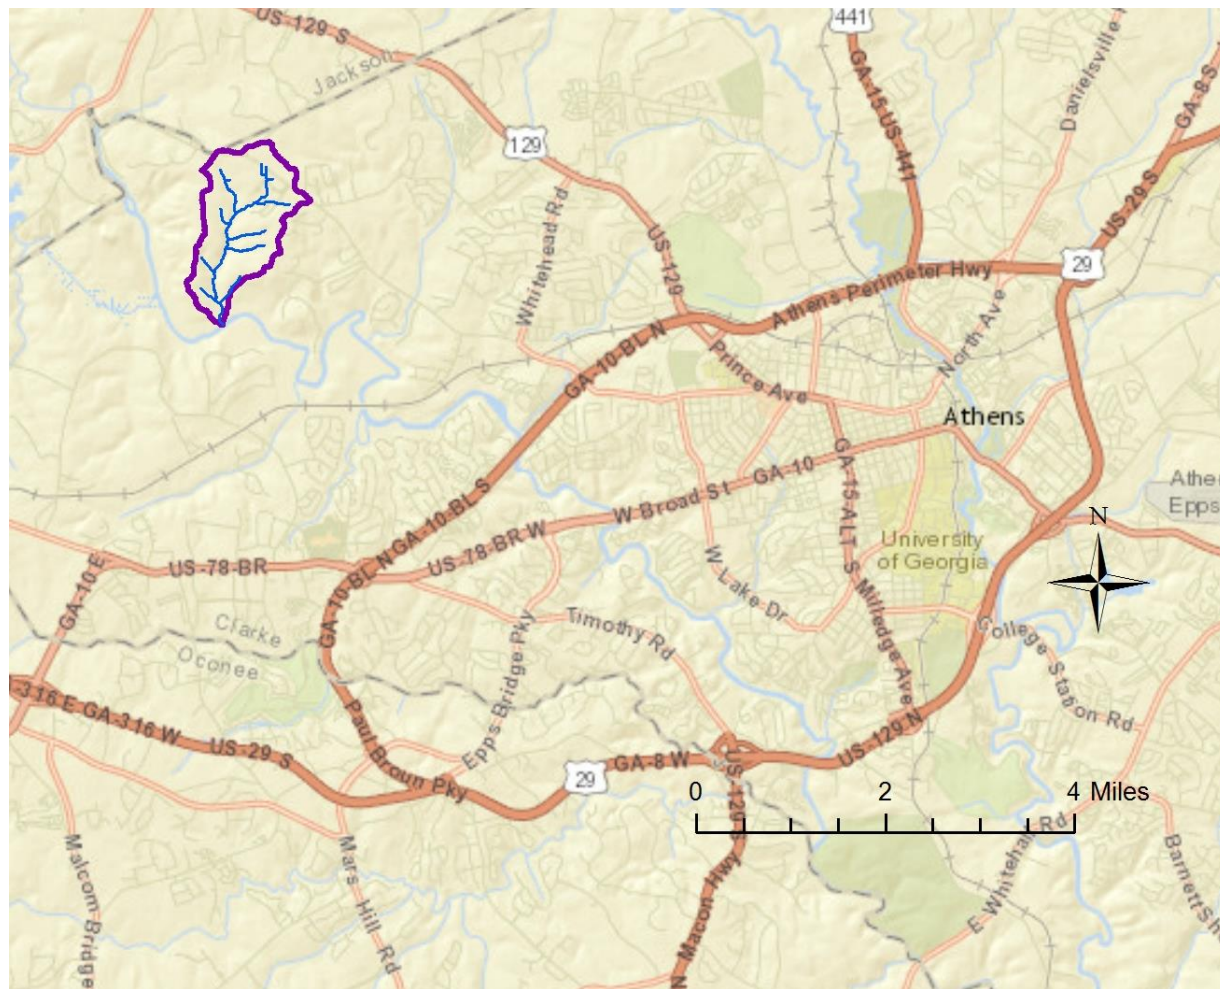 US-129 S
441
Jackson
GA-15 US-441
Danielsville
GA-8 S
129
Whitehead Rd
US-129
US-29 S
29
Athens Perimeter Hwy
GA-10 BL N
Prince Ave
North Ave
Athens
GA-10 BL S
GA-15 ALT
GA-10
W Broad St
Athe
Epps
N
US-78 BR W
US-78-BR
GA-10 E
GA-10 BL N
University
of Georgia
W Lake Dr
S Milledge Ave
Timothy Rd
Clarke
Oconee
Epps Bridge Pky
College Station Rd
-316 E GA-316 W
US-29 S
Paul Broun Pky
GA-8 W
29
US-129 N
US-129 S
0 2 4 Miles
Malcom Bridge
Mars Hill Rd
N Macon Hwy
E Whitehall Rd
Barnett Sh